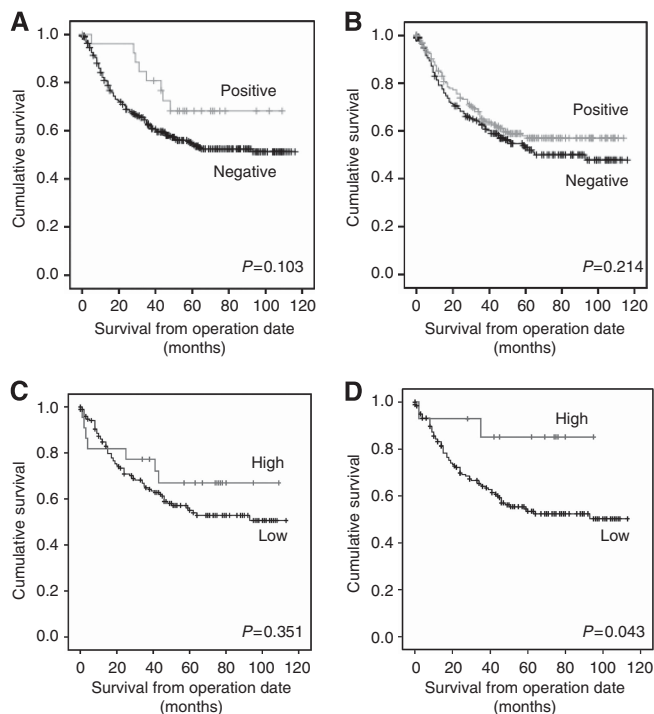 A
Cumulative survival
1.0
0.8
0.6
0.4
0.2
0.0
Positive
Negative
P=0.103
0 20 40 60 80 100 120
Survival from operation date
(months)
B
Cumulative survival
1.0
0.8
0.6
0.4
0.2
0.0
Positive
Negative
P=0.214
0 20 40 60 80 100 120
Survival from operation date
(months)
C
Cumulative survival
1.0
0.8
0.6
0.4
0.2
0.0
High
Low
P=0.351
0 20 40 60 80 100 120
Survival from operation date
(months)
D
Cumulative survival
1.0
0.8
0.6
0.4
0.2
0.0
High
Low
P=0.043
0 20 40 60 80 100 120
Survival from operation date
(months)